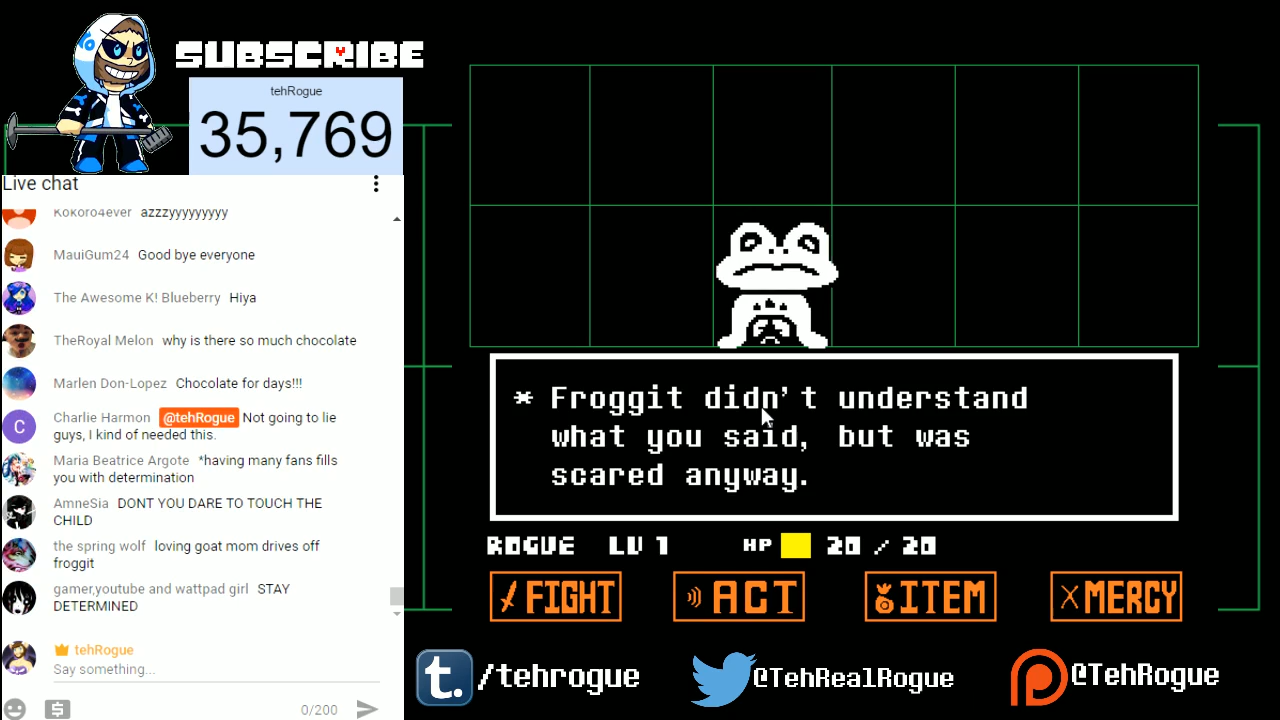 SUBSCRIBE
tehRogue
35,769
Live chat
Kokoro4ever azzzyyyyyyyyy
MauiGum24 Good bye everyone
The Awesome K! Blueberry Hiya
TheRoyal Melon why is there so much chocolate
Marlen Don-Lopez Chocolate for days!!!
Charlie Harmon @tehRogue Not going to lie
guys, I kind of needed this.
Maria Beatrice Argote *having many fans fills
you with determination
AmneSia DONT YOU DARE TO TOUCH THE
CHILD
the spring wolf loving goat mom drives off
froggit
gamer,youtube and wattpad girl STAY
DETERMINED
tehRogue
Say something...
0/200
* Froggit didn't understand
what you said, but was
scared anyway.
ROGUE LV 1 HP 20 / 20
FIGHT ACT ITEM MERCY
t. /tehrogue @TehRealRogue @TehRogue
C
$